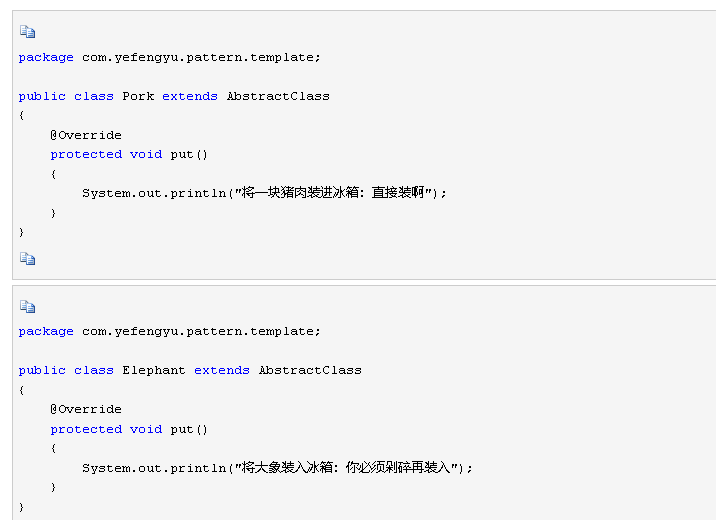 package com.yefengyu.pattern.template;
public class Pork extends AbstractClass
{
@Override
protected void put()
{
System.out.println("将一块猪肉装进冰箱: 直接装啊");
}
}
package com.yefengyu.pattern.template;
public class Elephant extends AbstractClass
{
@Override
protected void put()
{
System.out.println("将大象装入冰箱: 你必须剁碎再装入");
}
}